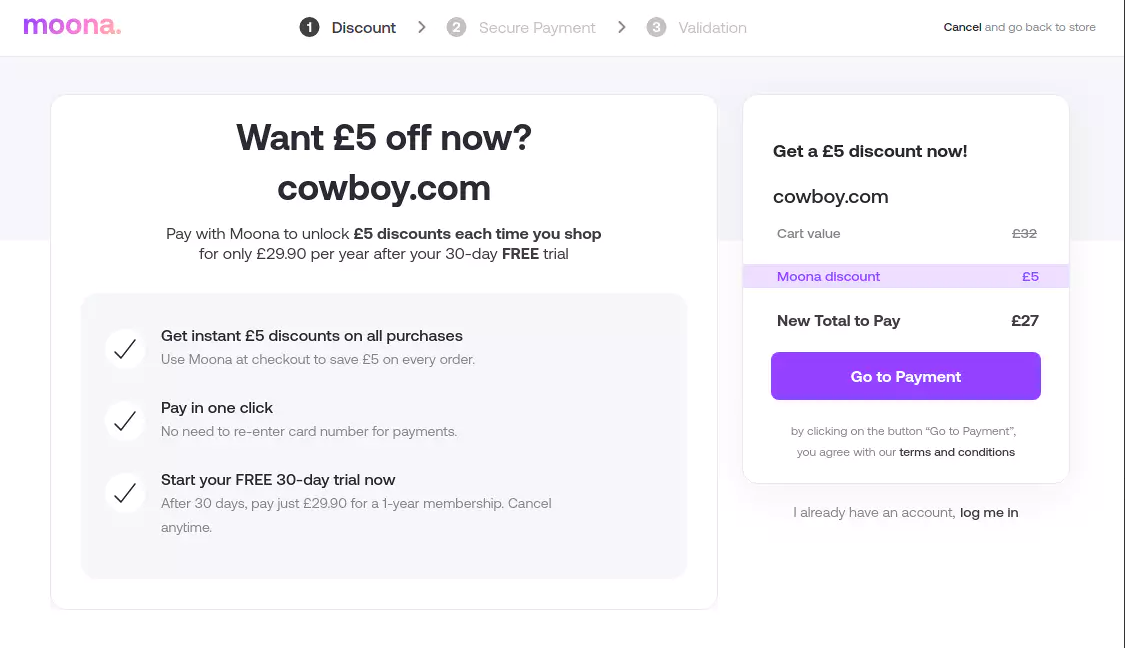 moona.
1 Discount > 2 Secure Payment > 3 Validation
Cancel and go back to store
Want £5 off now?
cowboy.com
Pay with Moona to unlock £5 discounts each time you shop
for only £29.90 per year after your 30-day FREE trial
Get instant £5 discounts on all purchases
Use Moona at checkout to save £5 on every order.
Pay in one click
No need to re-enter card number for payments.
Start your FREE 30-day trial now
After 30 days, pay just £29.90 for a 1-year membership. Cancel
anytime.
Get a £5 discount now!
cowboy.com
Cart value £32
Moona discount £5
New Total to Pay £27
Go to Payment
by clicking on the button “Go to Payment”,
you agree with our terms and conditions
I already have an account, log me in